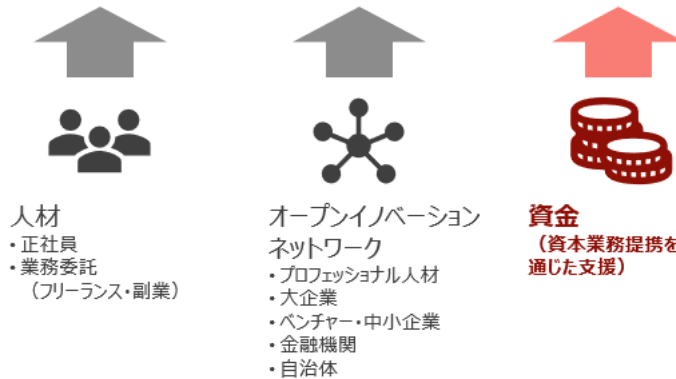 人材
・正社員
・業務委託
（フリーランス・副業）
オープンイノベーション
ネットワーク
・プロフェッショナル人材
・大企業
・ベンチャー・中小企業
・金融機関
・自治体
資金
（資本業務提携を
通じた支援）